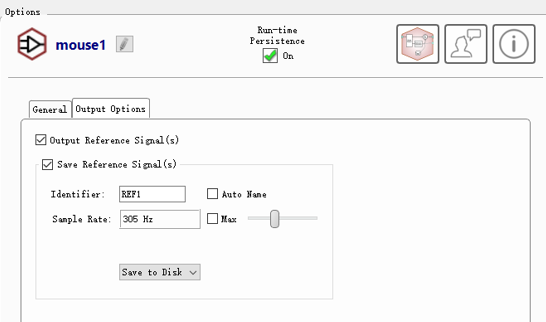 Options
mouse1
Run-time
Persistence
On
General
Output Options
Output Reference Signal(s)
Save Reference Signal(s)
Identifier:
REF1
Auto Name
Sample Rate:
305 Hz
Max
Save to Disk